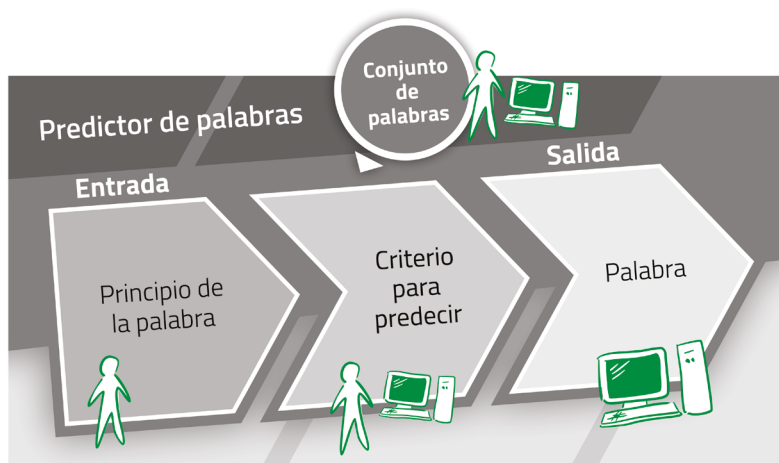 Predictor de palabras
Conjunto
de
palabras
Entrada
Salida
Principio de
la palabra
Criterio
para
predecir
Palabra